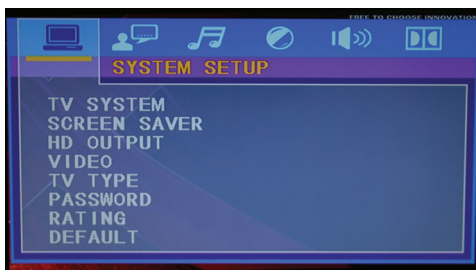 FREE TO CHOOSE INNOVATION
SYSTEM SETUP
TV SYSTEM
SCREEN SAVER
HD OUTPUT
VIDEO
TV TYPE
PASSWORD
RATING
DEFAULT